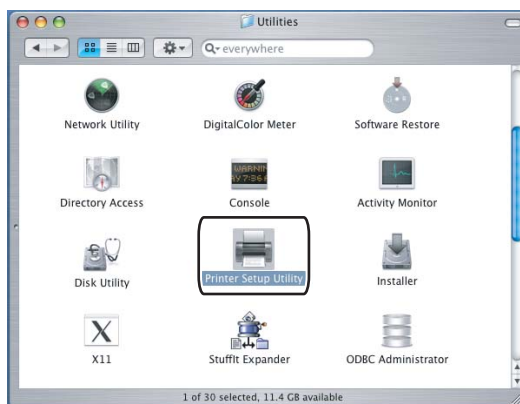 Utilities
everywhere
Network Utility
DigitalColor Meter
Software Restore
Directory Access
Console
Activity Monitor
Disk Utility
Printer Setup Utility
Installer
X11
StuffIt Expander
ODBC Administrator
1 of 30 selected, 11.4 GB available